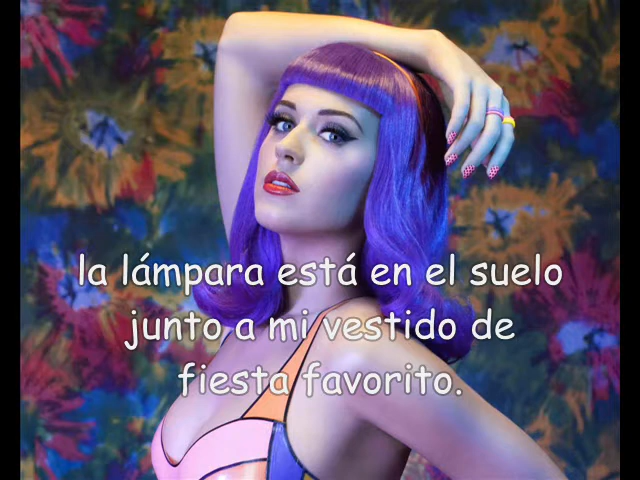 la lámpara está en el suelo
junto a mi vestido de
fiesta favorito.